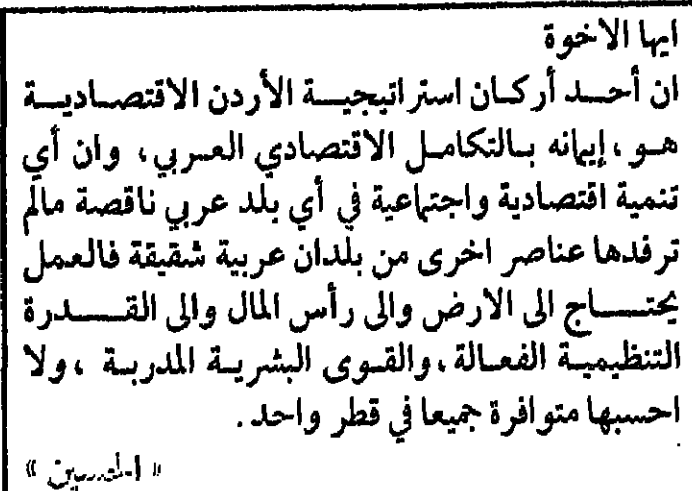 ايها الاخوة
ان أحد أركان استراتيجية الأردن الاقتصادية
هو ، إيمانه بالتكامل الاقتصادي العربي ، وان أي
تنمية اقتصادية واجتماعية في أي بلد عربي ناقصة مالم
ترفدها عناصر اخرى من بلدان عربية شقيقة فالعمل
يحتاج الى الارض والى رأس المال والى القدرة
التنظيمية الفعالة ، والقوى البشرية المدربة ، ولا
احسبها متوافرة جميعا في قطر واحد .
« الحسين »